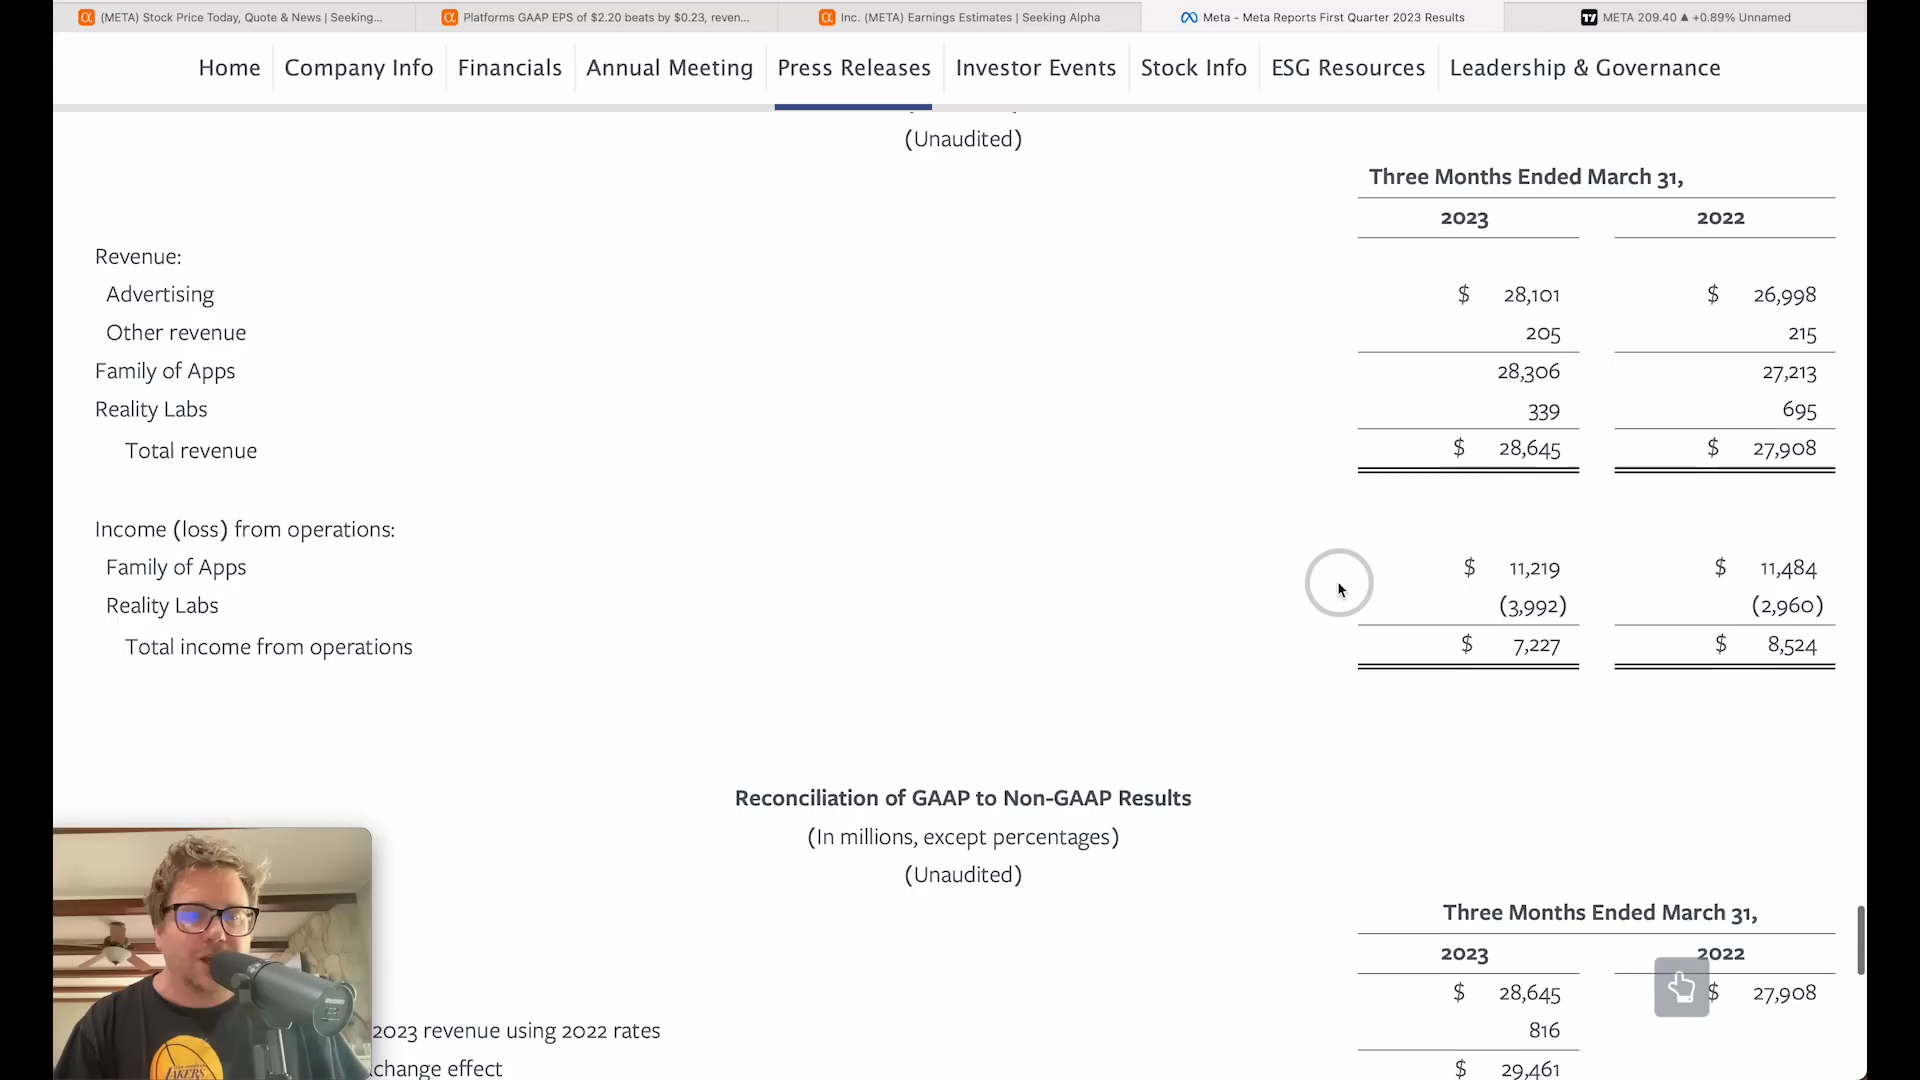 (META) Stock Price Today, Quote & News | Seeking...
Platforms GAAP EPS of $2.20 beats by $0.23, reven...
Inc. (META) Earnings Estimates | Seeking Alpha
Meta - Meta Reports First Quarter 2023 Results
META 209.40 ▲ +0.89% Unnamed
Home Company Info Financials Annual Meeting Press Releases Investor Events Stock Info ESG Resources Leadership & Governance
(Unaudited)
Three Months Ended March 31,
2023 2022
Revenue:
Advertising $ 28,101 $ 26,998
Other revenue 205 215
Family of Apps 28,306 27,213
Reality Labs 339 695
Total revenue $ 28,645 $ 27,908
Income (loss) from operations:
Family of Apps $ 11,219 $ 11,484
Reality Labs (3,992) (2,960)
Total income from operations $ 7,227 $ 8,524
Reconciliation of GAAP to Non-GAAP Results
(In millions, except percentages)
(Unaudited)
Three Months Ended March 31,
2023 2022
$ 28,645 $ 27,908
2023 revenue using 2022 rates 816
change effect $ 29,461
LAKERS